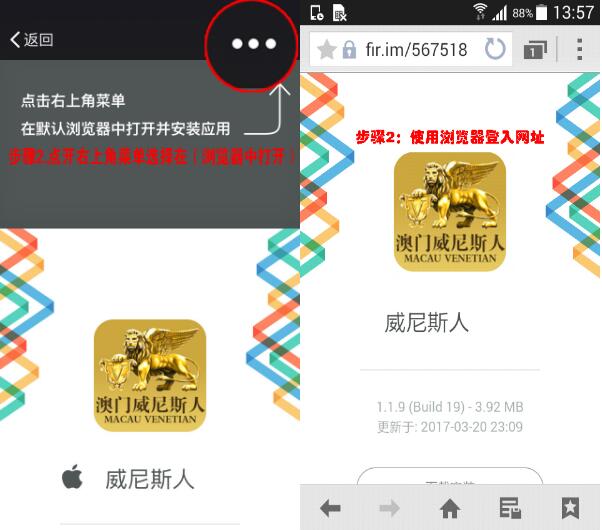 返回
点击右上角菜单
在默认浏览器中打开并安装应用
步骤2.点开右上角菜单选择在（浏览器中打开）
澳门威尼斯人
MACAU VENETIAN
威尼斯人
88% 13:57
fir.im/567518
1
步骤2：使用浏览器登入网址
澳门威尼斯人
MACAU VENETIAN
威尼斯人
1.1.9 (Build 19) - 3.92 MB
更新于: 2017-03-20 23:09